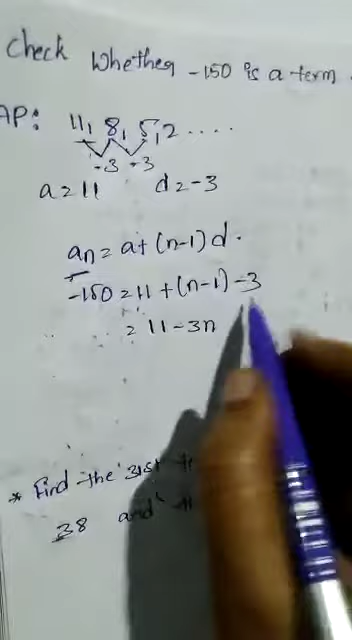 Check Whether -150 is a term
AP: 11, 8, 5, 2 ....
-3 -3
a = 11 d = -3
an = a + (n-1) d.
-150 = 11 + (n-1) -3
= 11 - 3n
* Find the 31st
38 and